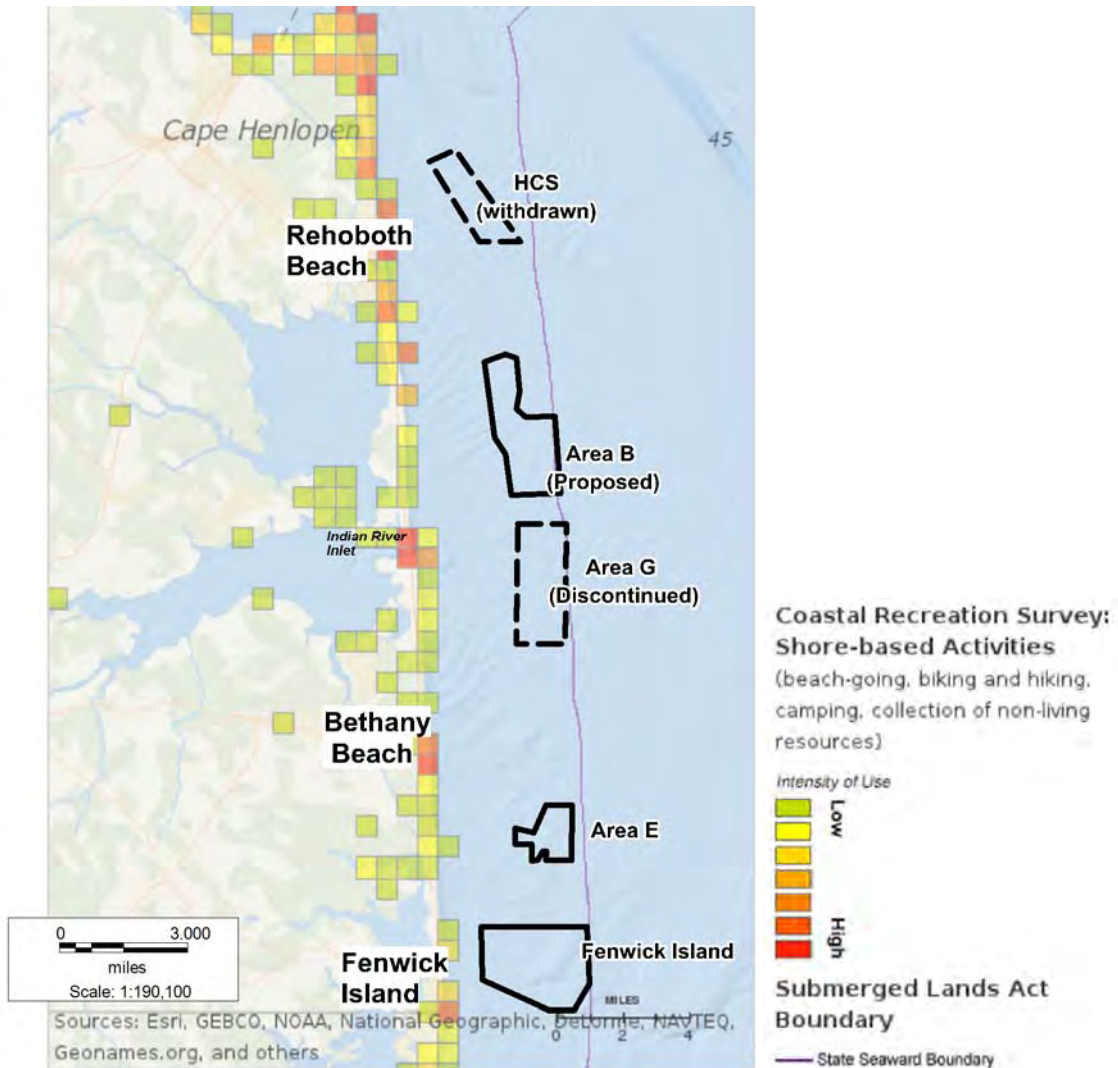 Cape Henlopen
45
HCS
(withdrawn)
Rehoboth
Beach
Area B
(Proposed)
Indian River
Inlet
Area G
(Discontinued)
Bethany
Beach
Area E
Fenwick Island
Fenwick
Island
0 3.000
miles
Scale: 1:190,100
MILES
0 2 4
Sources: Esri, GEBCO, NOAA, National Geographic, DeLorme, NAVTEQ,
Geonames.org, and others
Coastal Recreation Survey:
Shore-based Activities
(beach-going, biking and hiking,
camping, collection of non-living
resources)
Intensity of Use
Low
High
Submerged Lands Act
Boundary
State Seaward Boundary